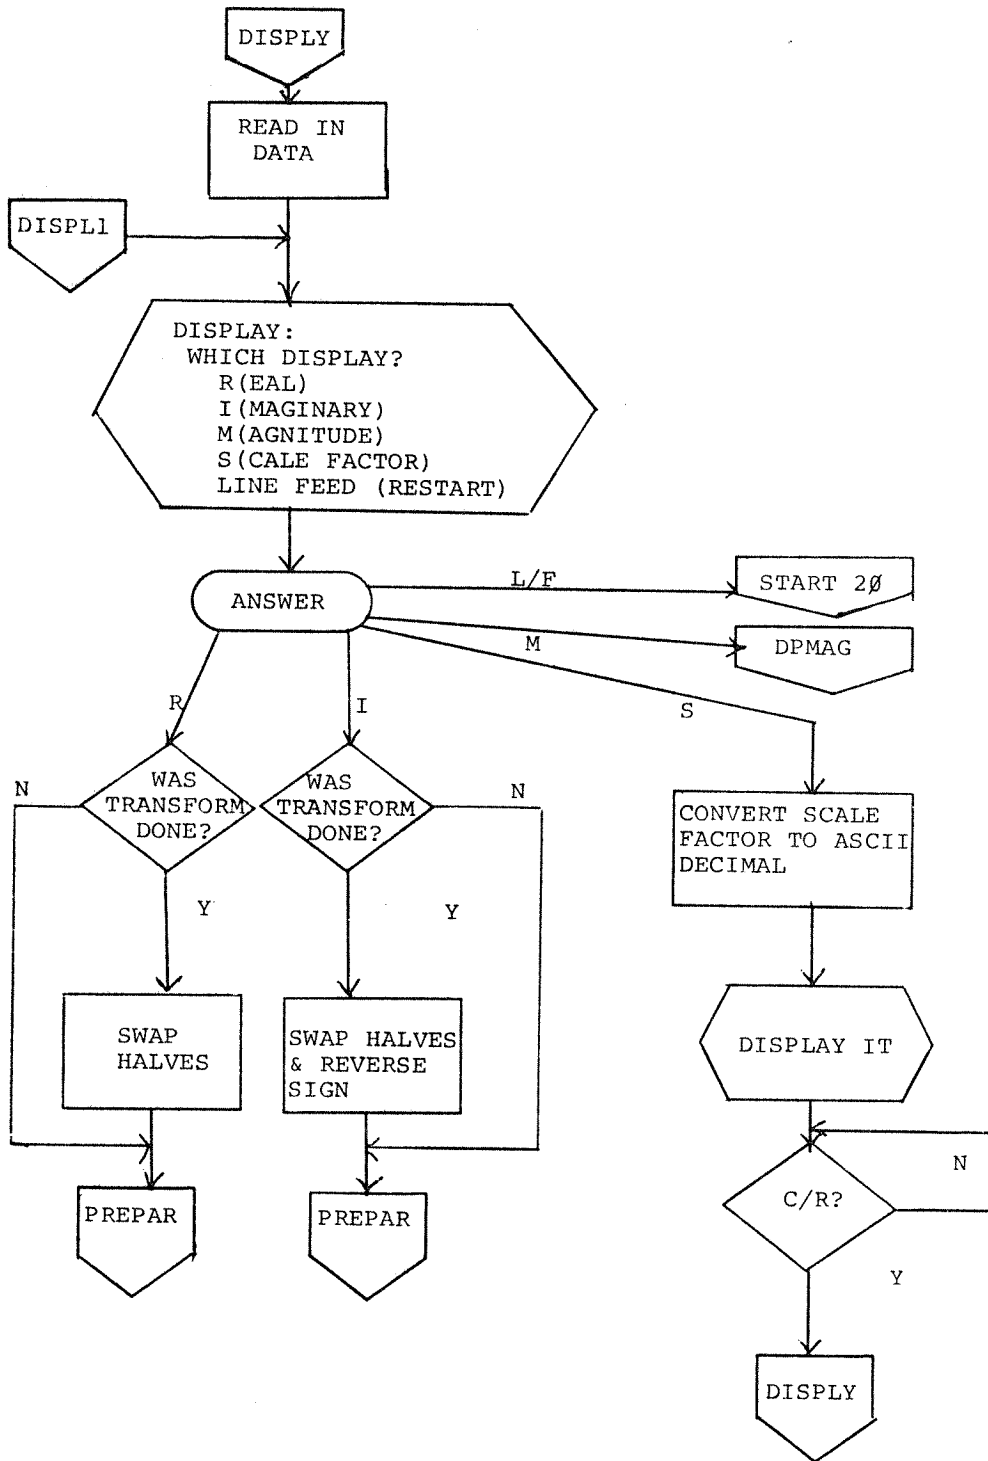 DISPLY
READ IN
DATA
DISPL1
DISPLAY:
WHICH DISPLAY?
R(EAL)
I(MAGINARY)
M(AGNITUDE)
S(CALE FACTOR)
LINE FEED (RESTART)
ANSWER
L/F
START 2Ø
M
DPMAG
S
R
I
N
WAS
TRANSFORM
DONE?
Y
WAS
TRANSFORM
DONE?
N
Y
CONVERT SCALE
FACTOR TO ASCII
DECIMAL
SWAP
HALVES
SWAP HALVES
& REVERSE
SIGN
DISPLAY IT
PREPAR
PREPAR
C/R?
N
Y
DISPLY